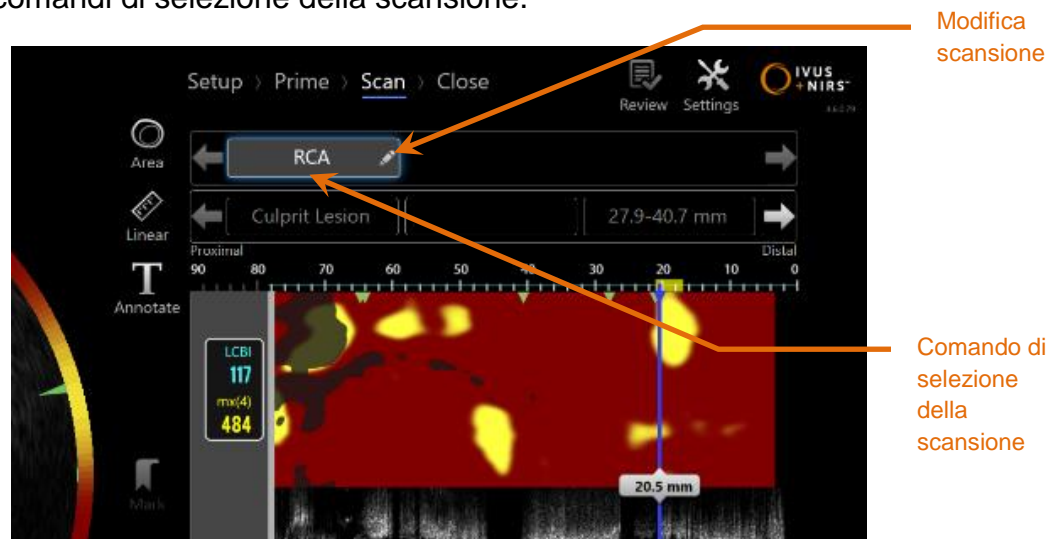 comandi di selezione della scansione:
Modifica
scansione
Setup > Prime > Scan > Close
Review Settings
IVUS
+NIRS™
Area
RCA
Linear
Culprit Lesion
27.9-40.7 mm
Proximal
Distal
90 80 70 60 50 40 30 20 10 0
T
Annotate
LCBI
117
mx(4)
484
Comando di
selezione
della
scansione
20.5 mm
Mark